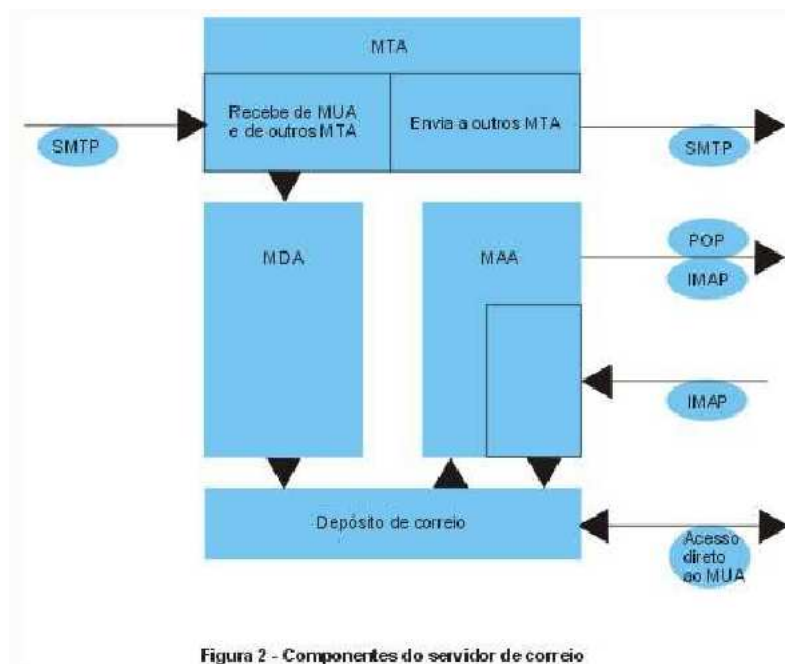 MTA
Recebe de MUA
e de outros MTA
Envia a outros MTA
SMTP
SMTP
MDA
MAA
POP
IMAP
IMAP
Depósito de correio
Acesso
direto
ao MUA
Figura 2 - Componentes do servidor de correio